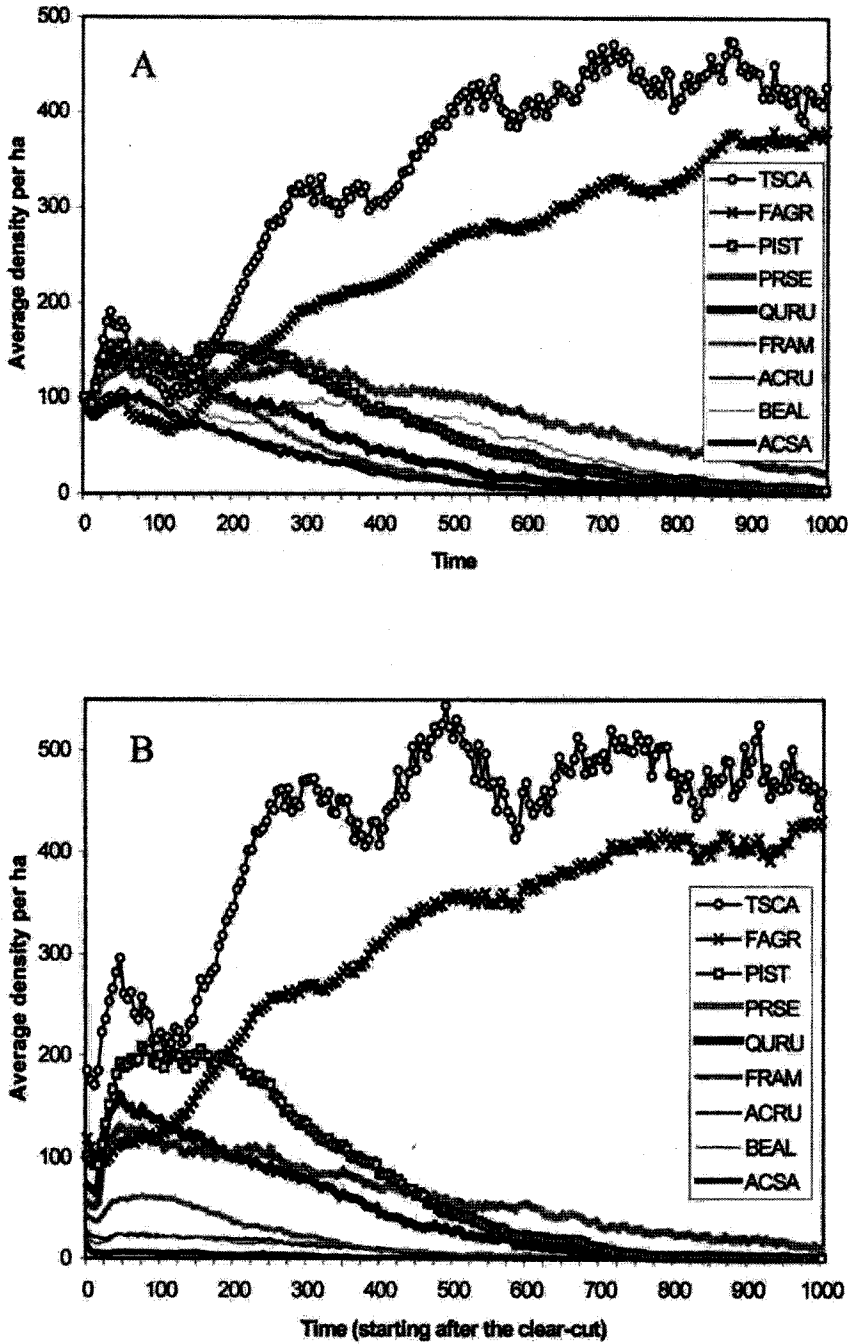 A
Average density per ha
500
400
300
200
100
0
0 100 200 300 400 500 600 700 800 900 1000
Time
TSCA
FAGR
PIST
PRSE
QURU
FRAM
ACRU
BEAL
ACSA
B
Average density per ha
500
400
300
200
100
0
0 100 200 300 400 500 600 700 800 900 1000
Time (starting after the clear-cut)
TSCA
FAGR
PIST
PRSE
QURU
FRAM
ACRU
BEAL
ACSA